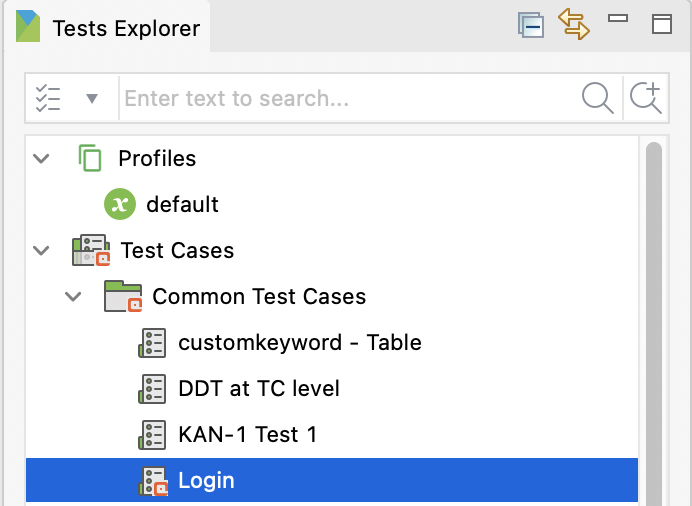 Tests Explorer
Enter text to search...
Profiles
x default
Test Cases
Common Test Cases
customkeyword - Table
DDT at TC level
KAN-1 Test 1
Login